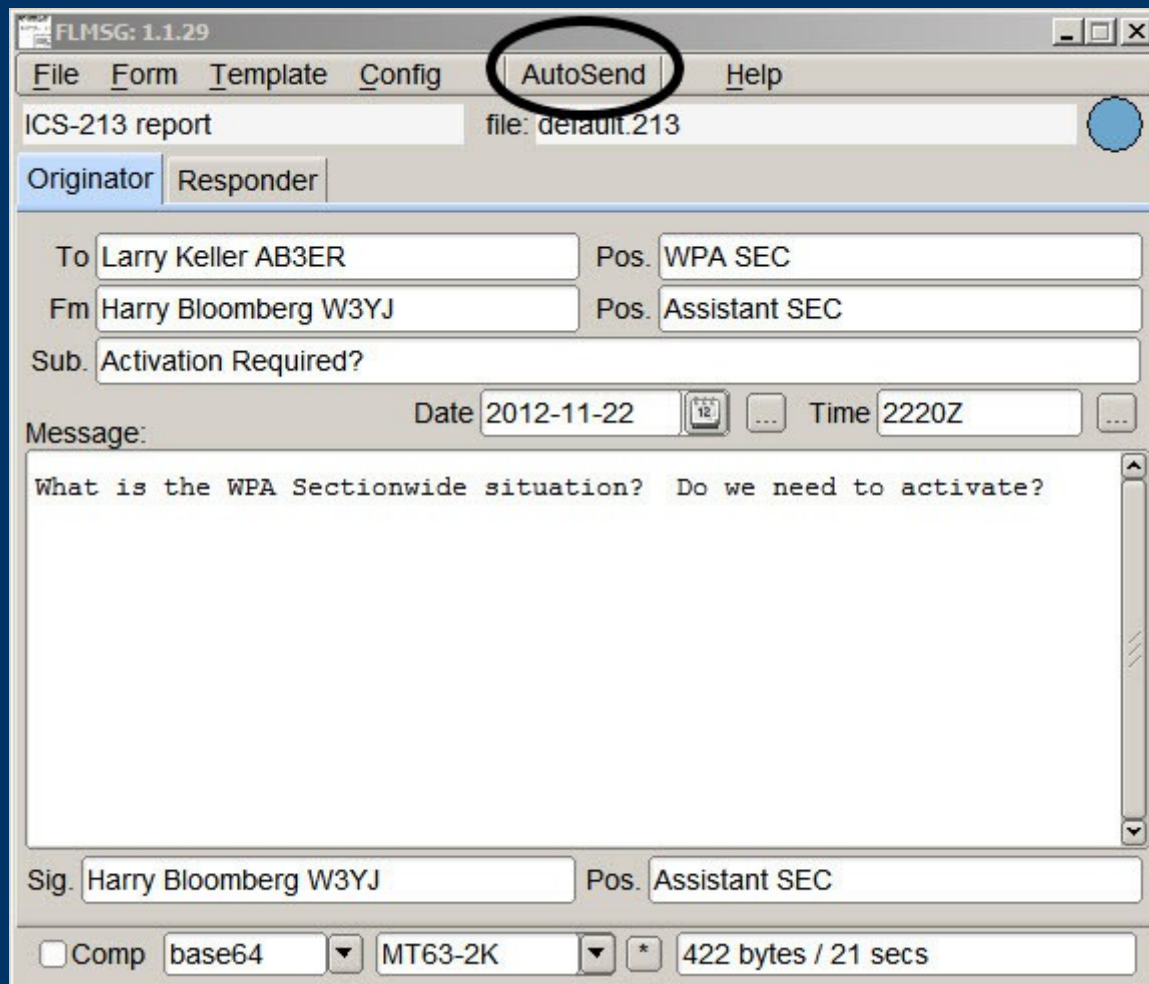 FLMSG: 1.1.29
File Form Template Config AutoSend Help
ICS-213 report file: default.213
Originator Responder
To Larry Keller AB3ER Pos. WPA SEC
Fm Harry Bloomberg W3YJ Pos. Assistant SEC
Sub. Activation Required?
Date 2012-11-22 12 ... Time 2220Z ...
Message:
What is the WPA Sectionwide situation?  Do we need to activate?
Sig. Harry Bloomberg W3YJ Pos. Assistant SEC
Comp base64 MT63-2K * 422 bytes / 21 secs